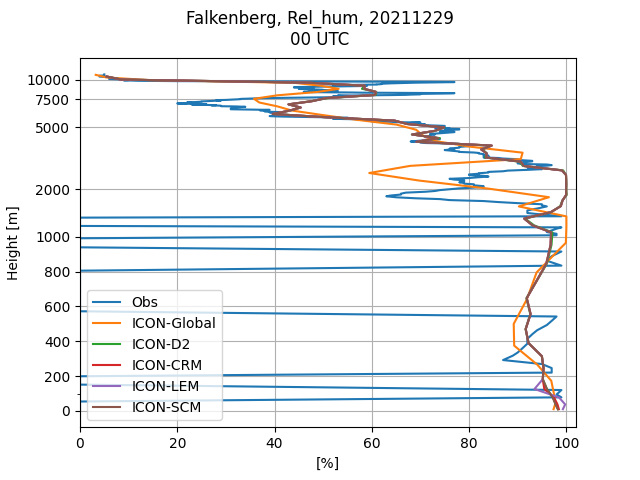 Falkenberg, Rel_hum, 20211229
00 UTC
10000
7500
5000
2000
1000
800
600
400
200
0
Height [m]
Obs
ICON-Global
ICON-D2
ICON-CRM
ICON-LEM
ICON-SCM
0 20 40 60 80 100
[%]